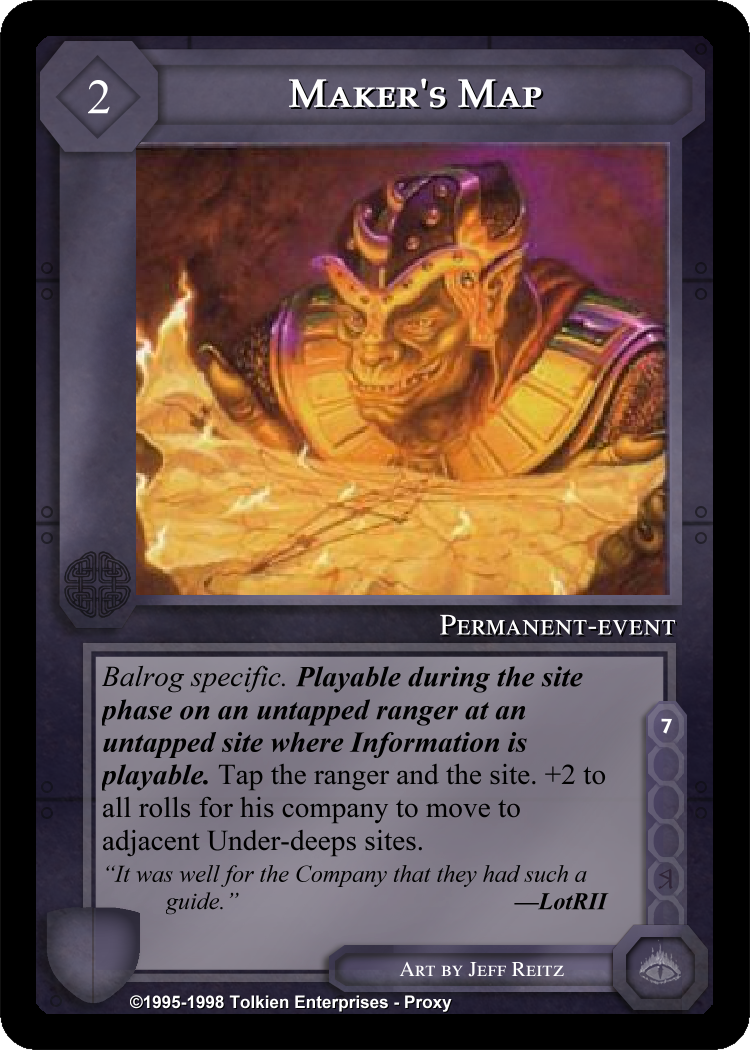 2
Maker's Map
Permanent-event
Balrog specific. Playable during the site
phase on an untapped ranger at an
untapped site where Information is
playable. Tap the ranger and the site. +2 to
all rolls for his company to move to
adjacent Under-deeps sites.
“It was well for the Company that they had such a
guide.” —LotRII
7
Art by Jeff Reitz
©1995-1998 Tolkien Enterprises - Proxy